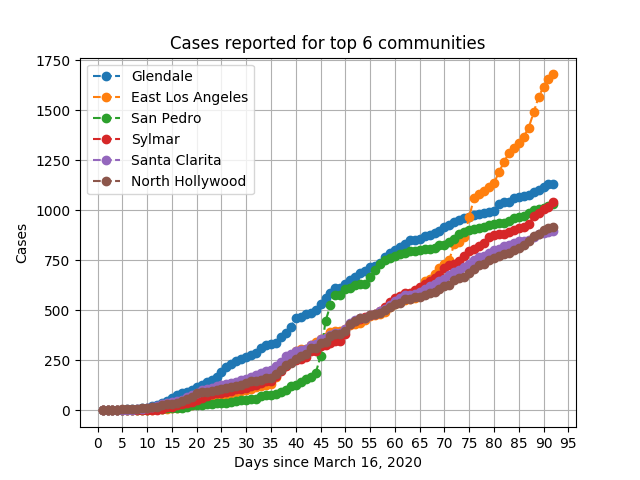 Cases reported for top 6 communities
1750
1500
1250
1000
750
500
250
0
Cases
Glendale
East Los Angeles
San Pedro
Sylmar
Santa Clarita
North Hollywood
0 5 10 15 20 25 30 35 40 45 50 55 60 65 70 75 80 85 90 95
Days since March 16, 2020